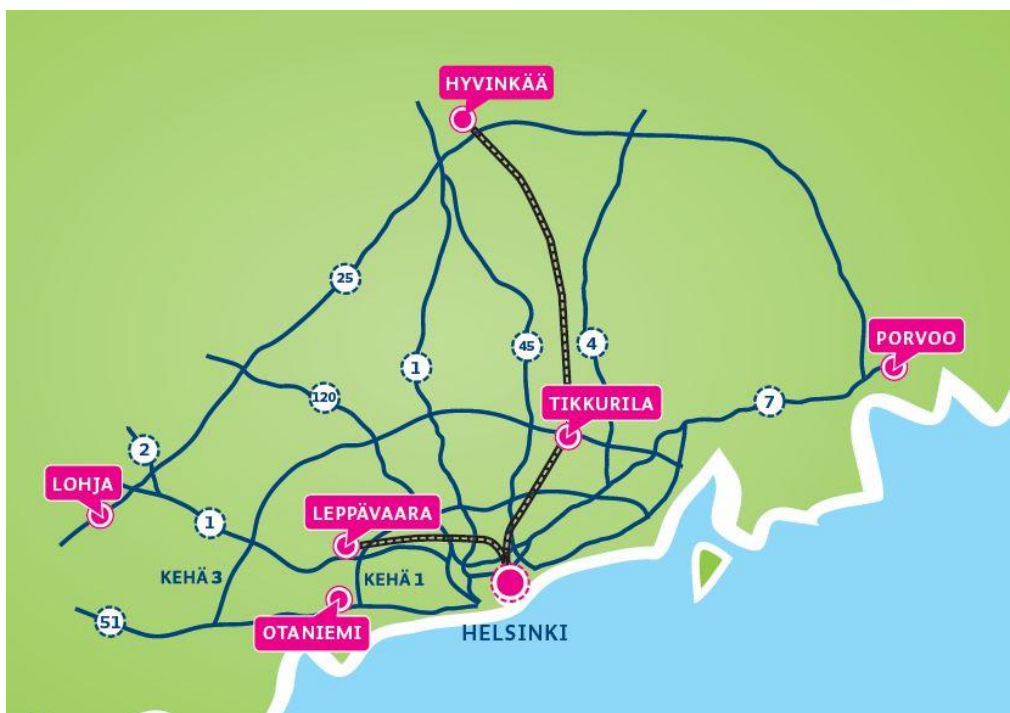 HYVINKÄÄ
25
1
45
4
PORVOO
120
TIKKURILA
7
2
LOHJA
LEPPÄVAARA
1
KEHÄ 3
KEHÄ 1
51
OTANIEMI
HELSINKI